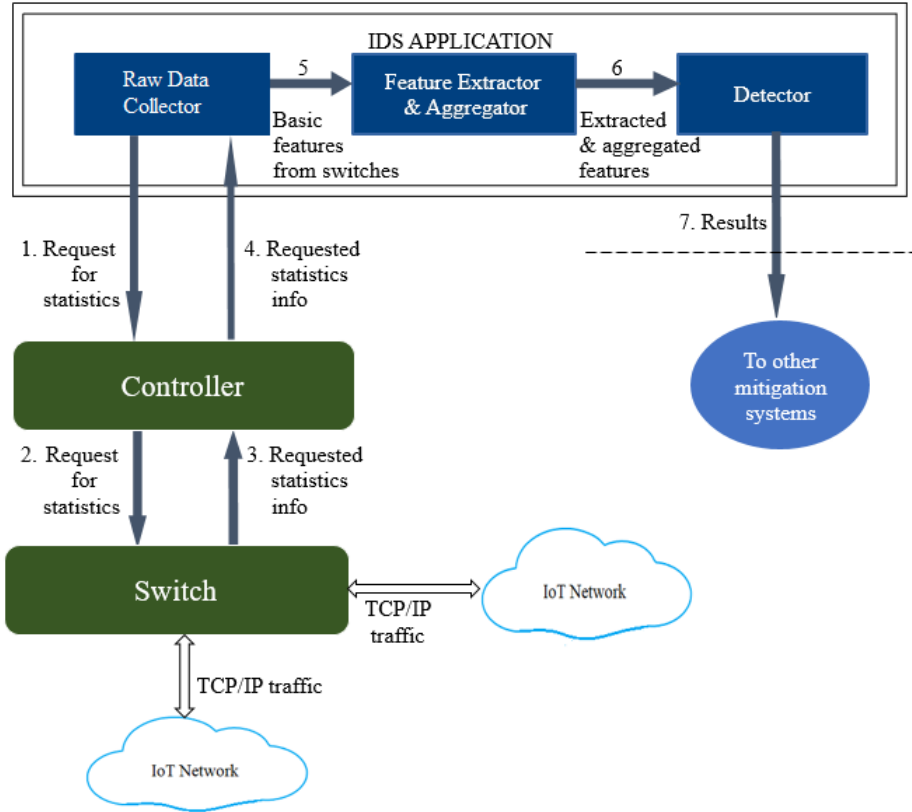 IDS APPLICATION
Raw Data
Collector
5
Feature Extractor
& Aggregator
6
Detector
Basic
features
from switches
Extracted
& aggregated
features
1. Request
for
statistics
4. Requested
statistics
info
7. Results
Controller
To other
mitigation
systems
2. Request
for
statistics
3. Requested
statistics
info
Switch
IoT Network
TCP/IP
traffic
TCP/IP traffic
IoT Network